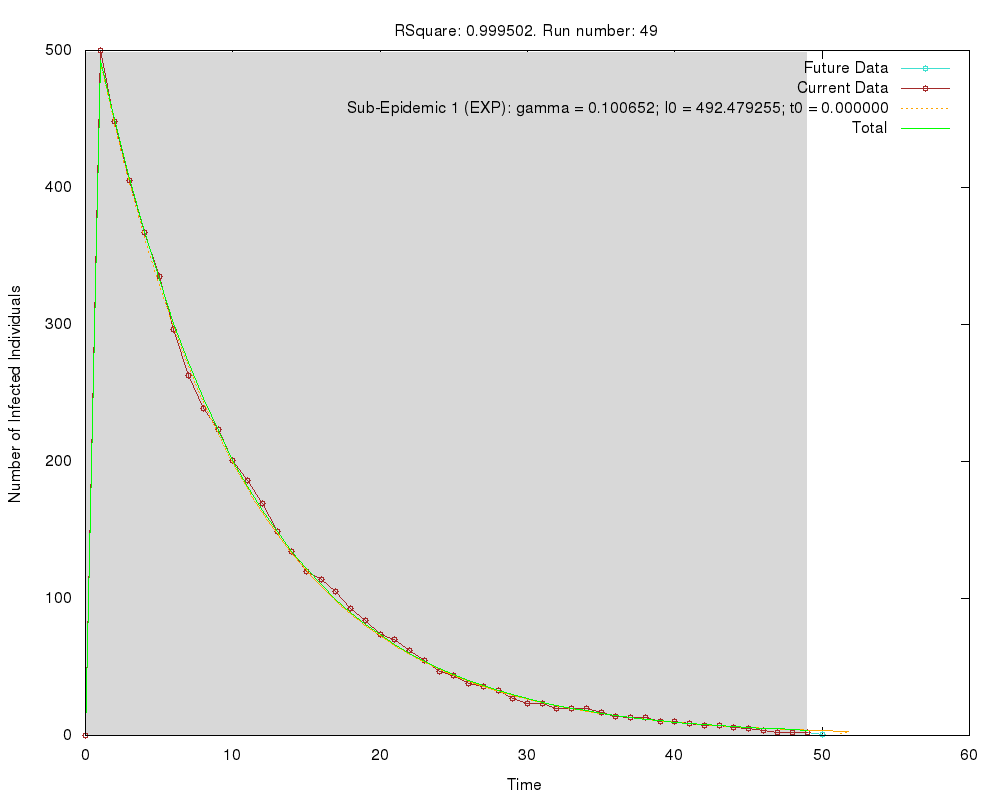 RSquare: 0.999502. Run number: 49
Future Data
Current Data
Sub-Epidemic 1 (EXP): gamma = 0.100652; I0 = 492.479255; t0 = 0.000000
Total
500
400
300
200
100
0
Number of Infected Individuals
0 10 20 30 40 50 60
Time